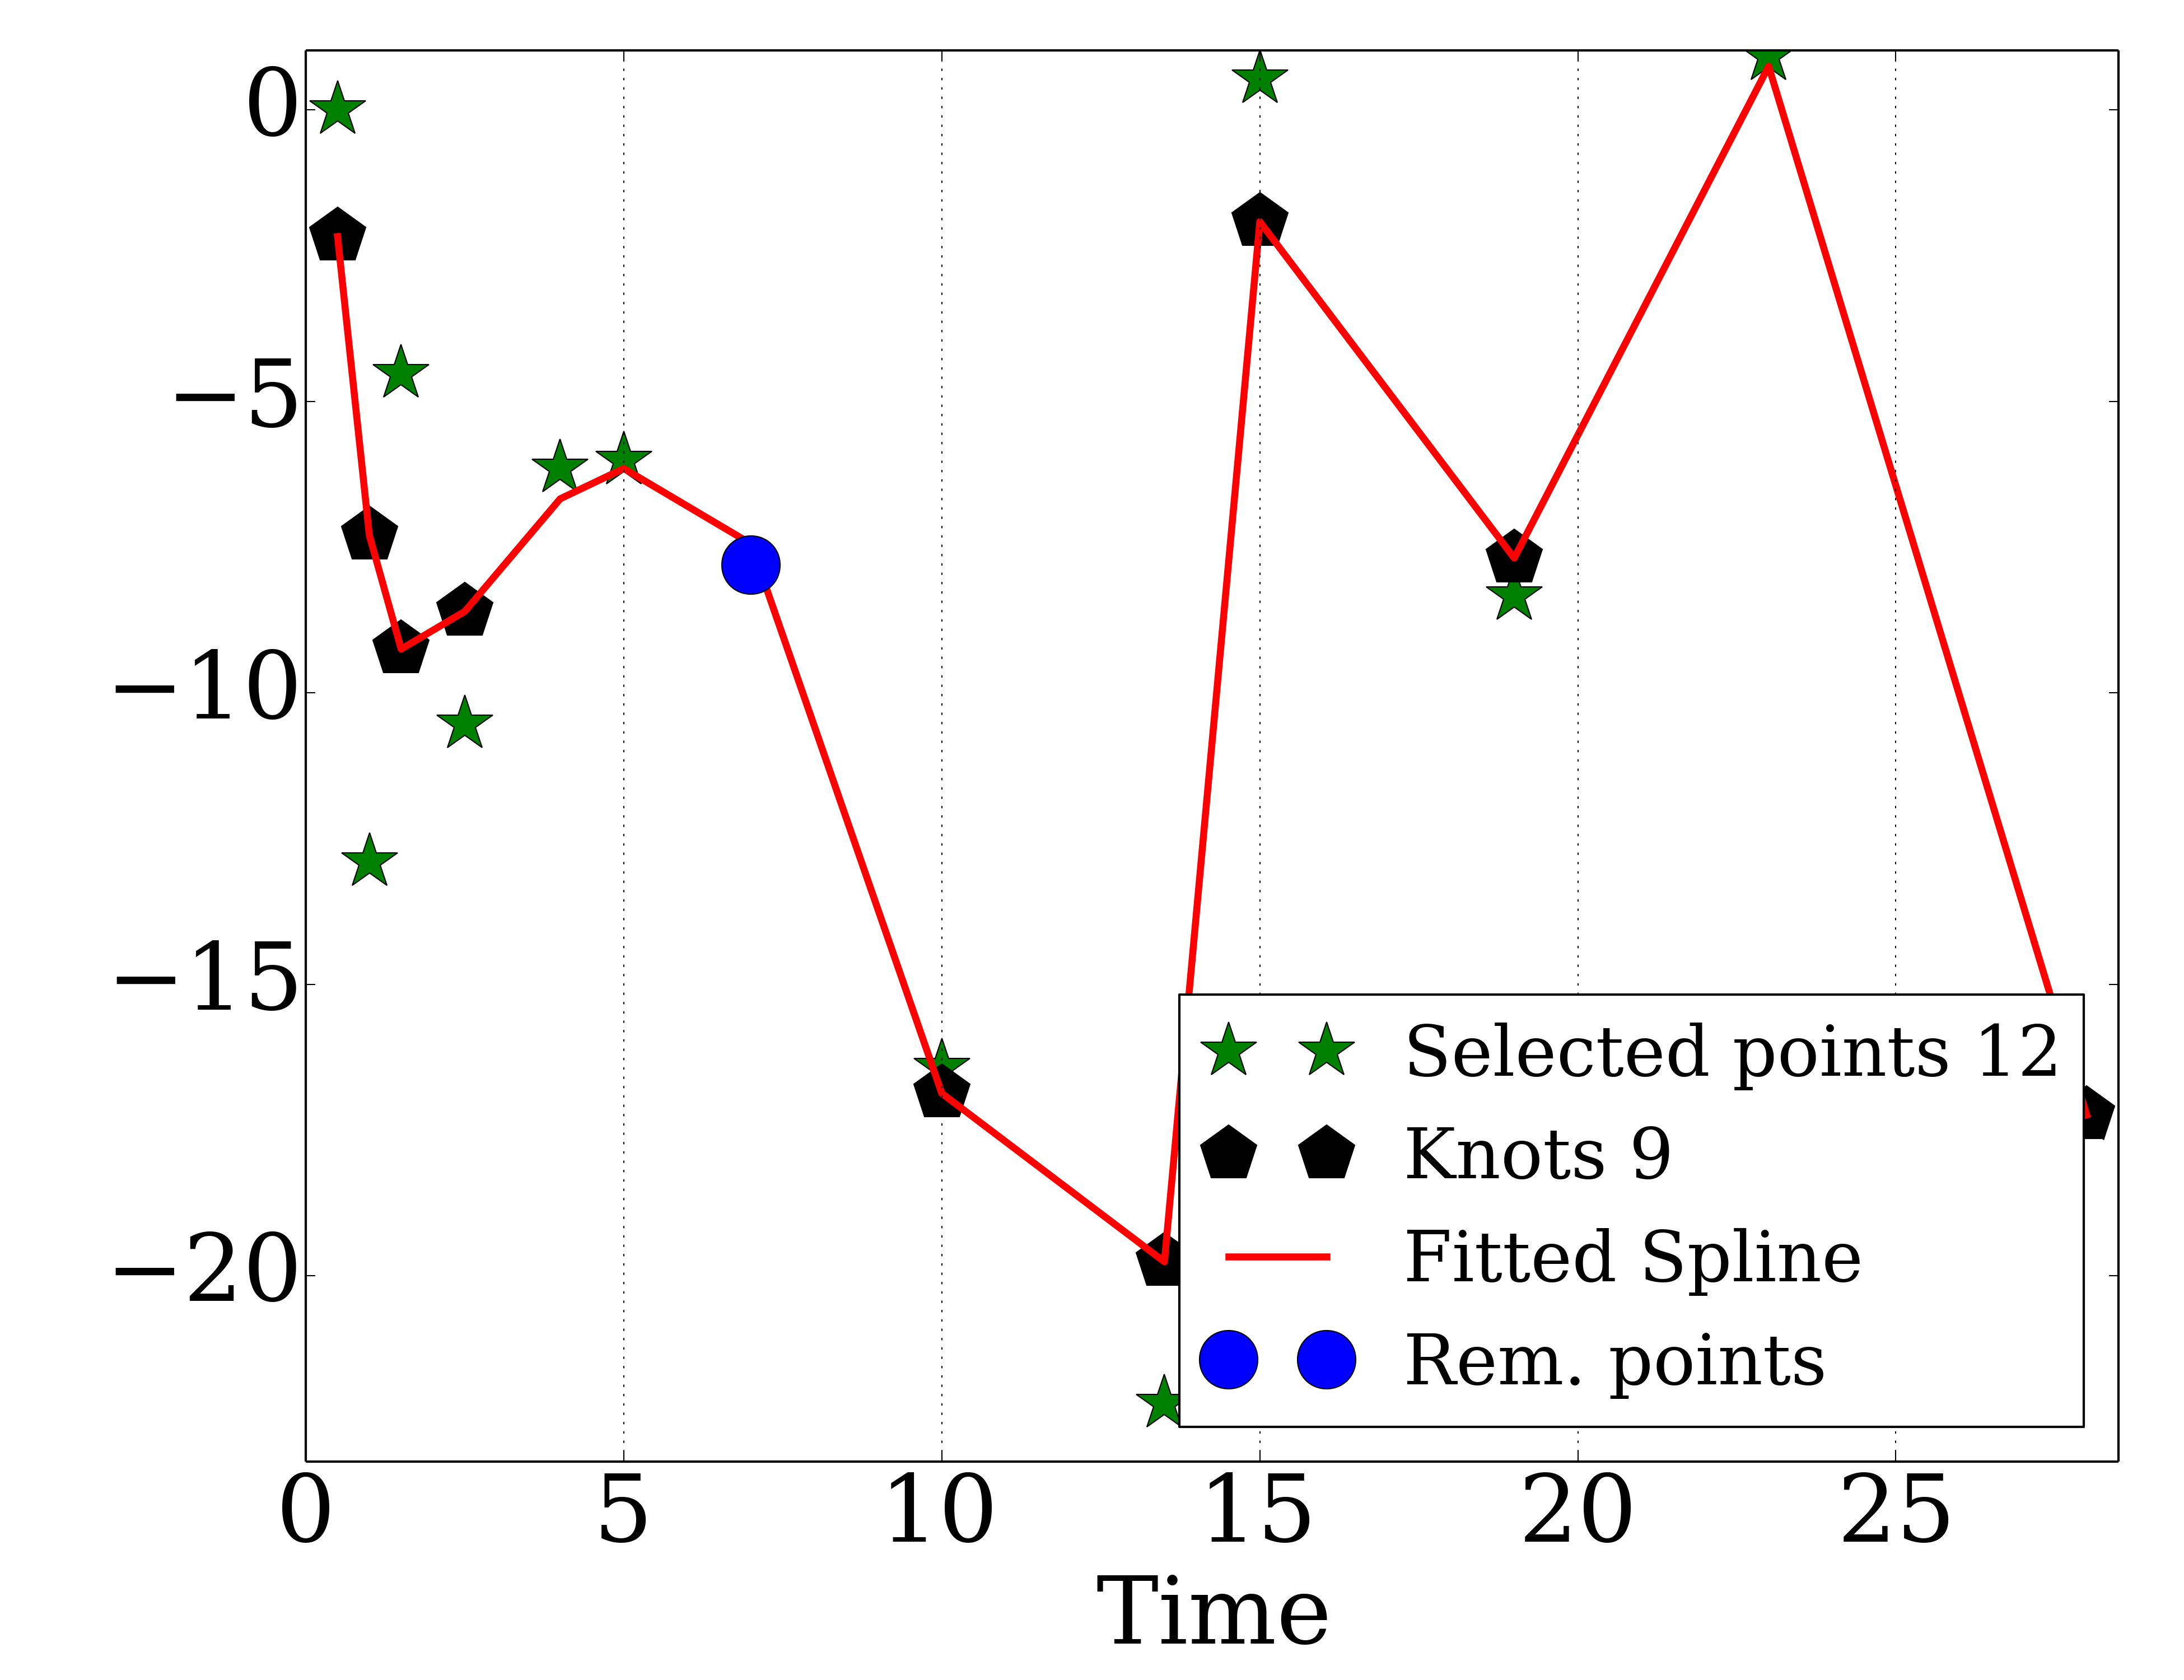 0
−5
−10
−15
−20
Selected points 12
Knots 9
Fitted Spline
Rem. points
0 5 10 15 20 25
Time